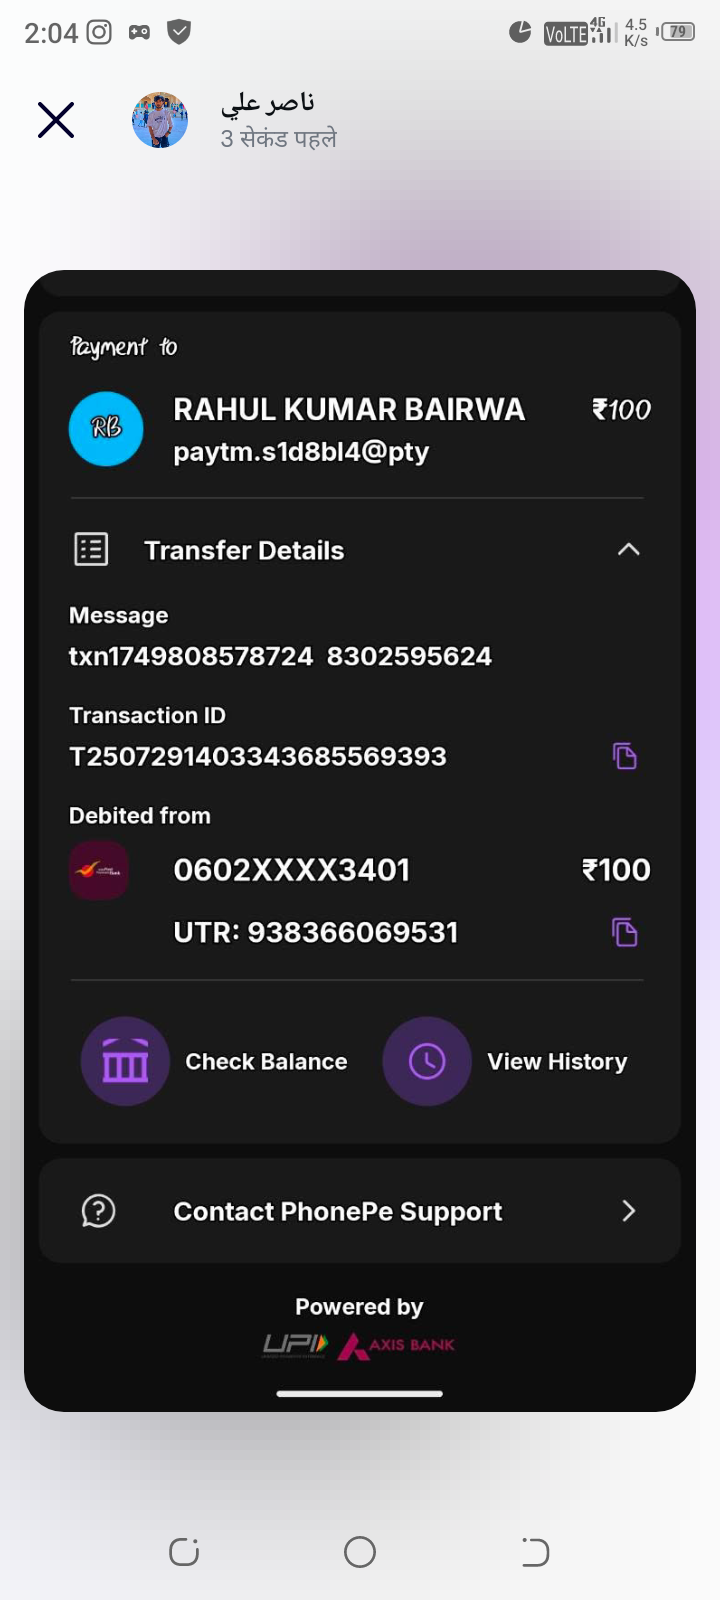 2:04
VoLTE 4G 4.5 K/s 79
ناصر علي
3 सेकंड पहले
Payment to
RB RAHUL KUMAR BAIRWA ₹100
paytm.s1d8bl4@pty
Transfer Details
Message
txn1749808578724 8302595624
Transaction ID
T2507291403343685569393
Debited from
0602XXXX3401 ₹100
UTR: 938366069531
Check Balance View History
Contact PhonePe Support
Powered by
UPI AXIS BANK